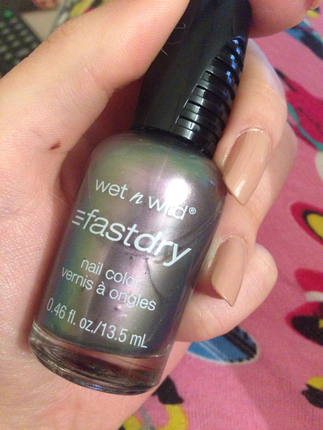 wet n wild®
fastdry
nail color
vernis à ongles
0.46 fl. oz./13.5 mL